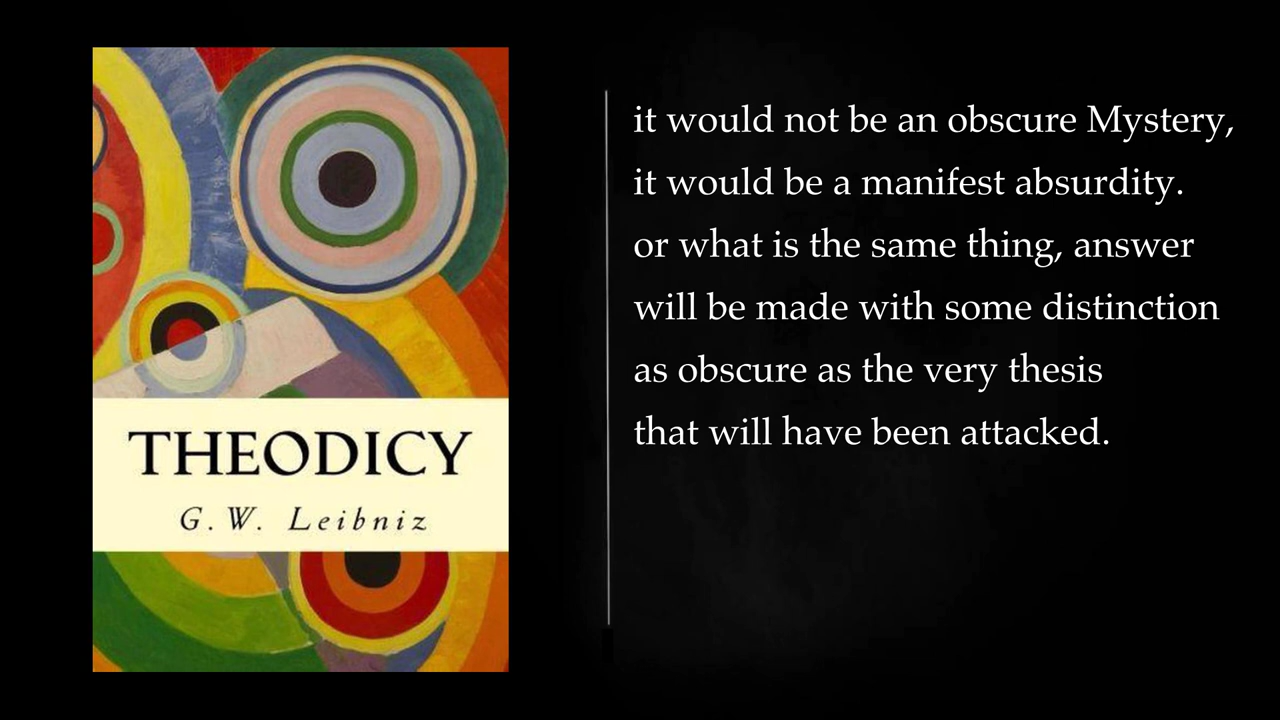 THEODICY
G. W. Leibniz
it would not be an obscure Mystery,
it would be a manifest absurdity.
or what is the same thing, answer
will be made with some distinction
as obscure as the very thesis
that will have been attacked.